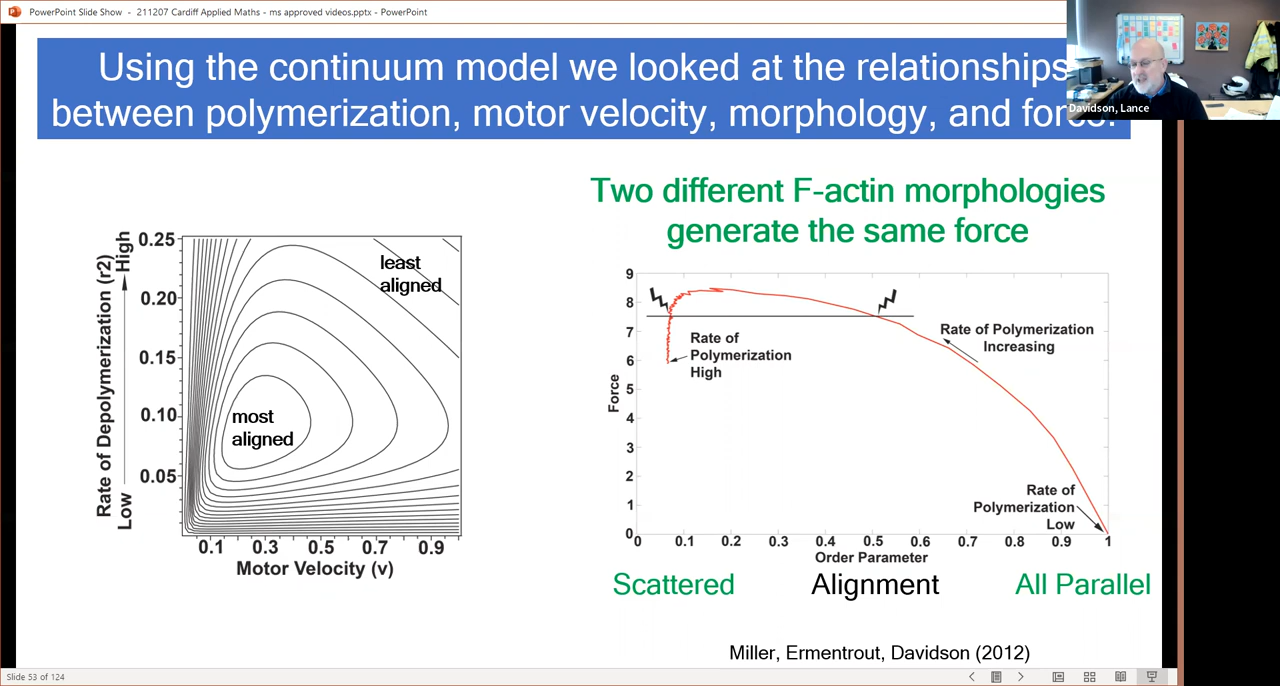 PowerPoint Slide Show - 211207 Cardiff Applied Maths - ms approved videos.pptx - PowerPoint
Using the continuum model we looked at the relationships
between polymerization, motor velocity, morphology, and force.
Davidson, Lance
Two different F-actin morphologies
generate the same force
Rate of Depolymerization (r2)
Low
High
0.25
0.20
0.15
0.10
0.05
least
aligned
most
aligned
0.1 0.3 0.5 0.7 0.9
Motor Velocity (v)
Force
9
8
7
6
5
4
3
2
1
0
Rate of
Polymerization
High
Rate of Polymerization
Increasing
Rate of
Polymerization
Low
0 0.1 0.2 0.3 0.4 0.5 0.6 0.7 0.8 0.9 1
Order Parameter
Scattered Alignment All Parallel
Miller, Ermentrout, Davidson (2012)
Slide 53 of 124